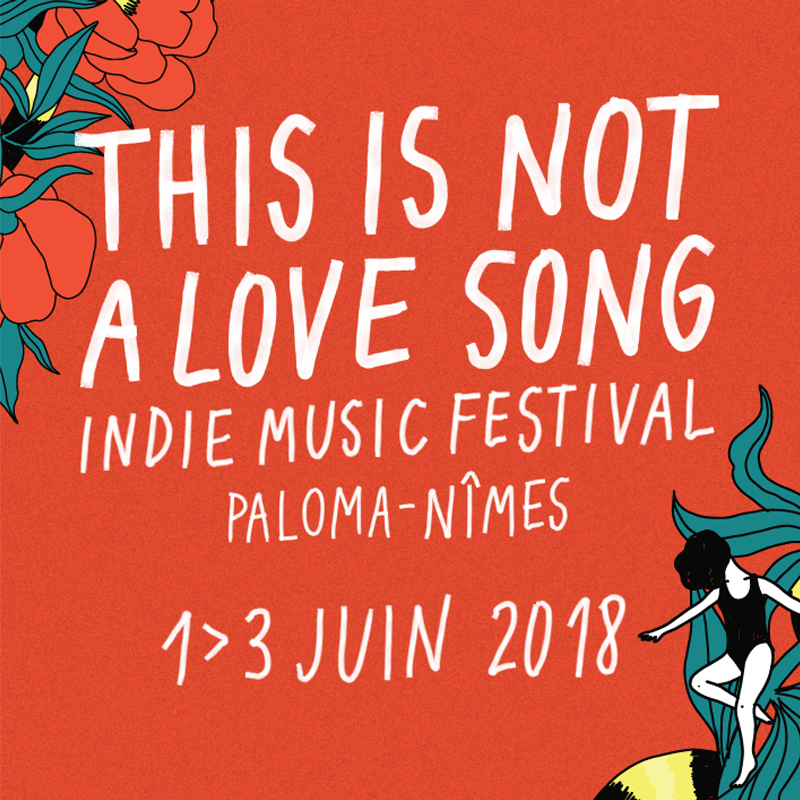 THIS IS NOT
A LOVE SONG
INDIE MUSIC FESTIVAL
PALOMA-NÎMES
1>3 JUIN 2018